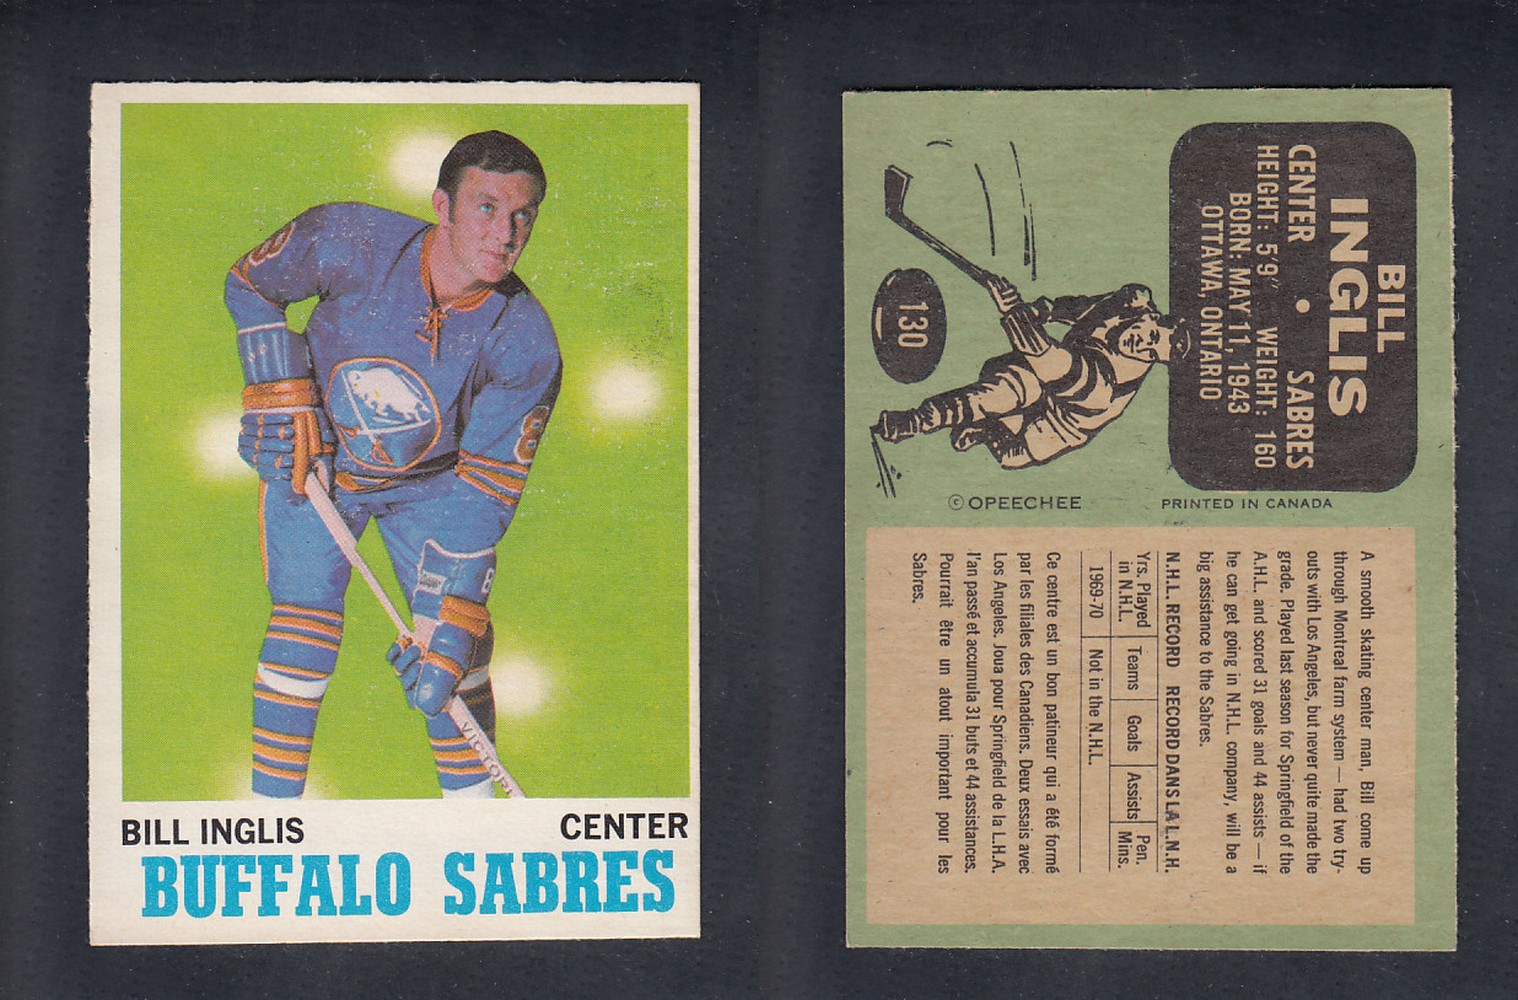 8
8
8
VICTORI
BILL INGLIS
CENTER
BUFFALO SABRES
BILL
INGLIS
CENTER • SABRES
HEIGHT: 5'9" WEIGHT: 160
BORN: MAY 11, 1943
OTTAWA, ONTARIO
130
© OPEECHEE
PRINTED IN CANADA
A smooth skating center man, Bill come up
through Montreal farm system — had two try-
outs with Los Angeles, but never quite made the
grade. Played last season for Springfield of the
A.H.L. and scored 31 goals and 44 assists — if
he can get going in N.H.L. company, will be a
big assistance to the Sabres.
N.H.L. RECORD RECORD DANS LA L.N.H.
Yrs. Played Teams Goals Assists Pen.
in N.H.L. Mins.
1969-70 Not in the N.H.L.
Ce centre est un bon patineur qui a été formé
par les filiales des Canadiens. Deux essais avec
Los Angeles. Joua pour Springfield de la L.H.A.
l'an passé et accumula 31 buts et 44 assistances.
Pourrait être un atout important pour les
Sabres.